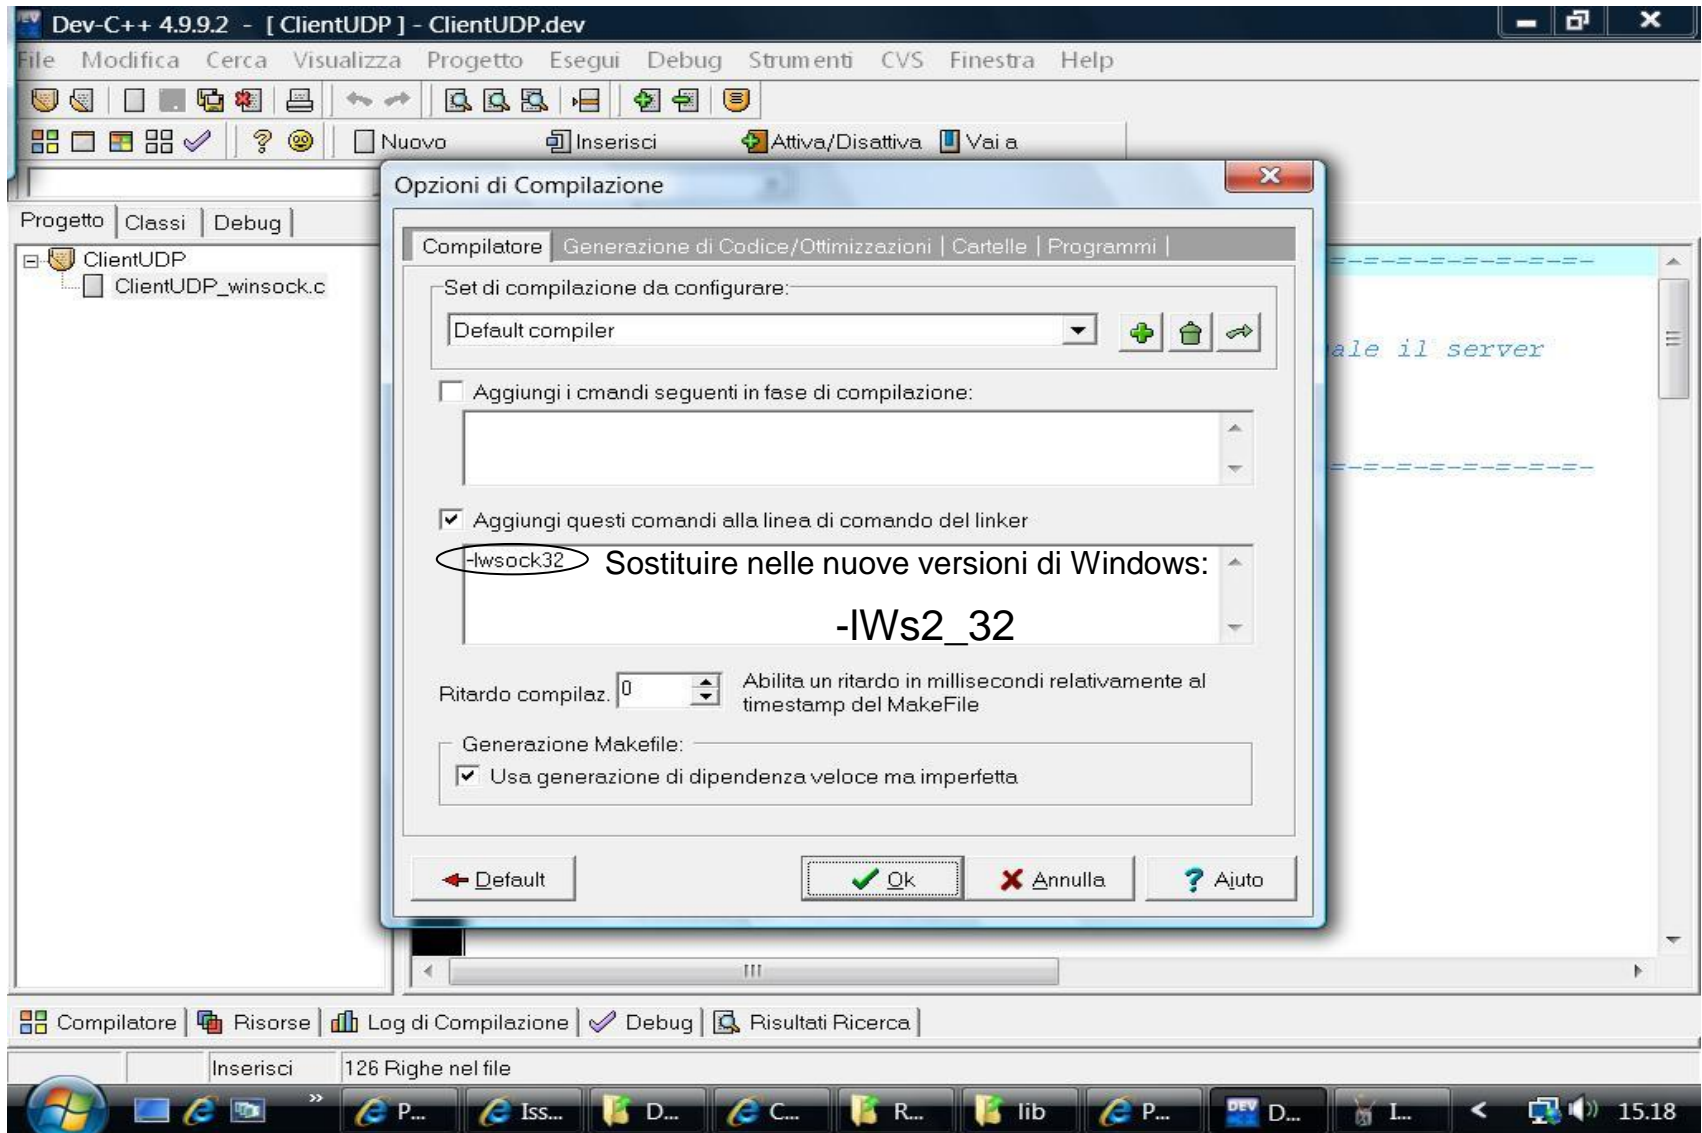 Dev-C++ 4.9.9.2 - [ ClientUDP ] - ClientUDP.dev
File Modifica Cerca Visualizza Progetto Esegui Debug Strumenti CVS Finestra Help
Nuovo Inserisci Attiva/Disattiva Vai a
Opzioni di Compilazione
Progetto Classi Debug
Compilatore Generazione di Codice/Ottimizzazioni Cartelle Programmi
ClientUDP
ClientUDP_winsock.c
Set di compilazione da configurare:
Default compiler
ale il server
Aggiungi i cmandi seguenti in fase di compilazione:
Aggiungi questi comandi alla linea di comando del linker
-lwsock32 Sostituire nelle nuove versioni di Windows:
-lWs2_32
Ritardo compilaz. 0 Abilita un ritardo in millisecondi relativamente al
timestamp del MakeFile
Generazione Makefile:
Usa generazione di dipendenza veloce ma imperfetta
Default Ok Annulla Aiuto
Compilatore Risorse Log di Compilazione Debug Risultati Ricerca
Inserisci 126 Righe nel file
P... Iss... D... C... R... lib P... D... I... 15.18